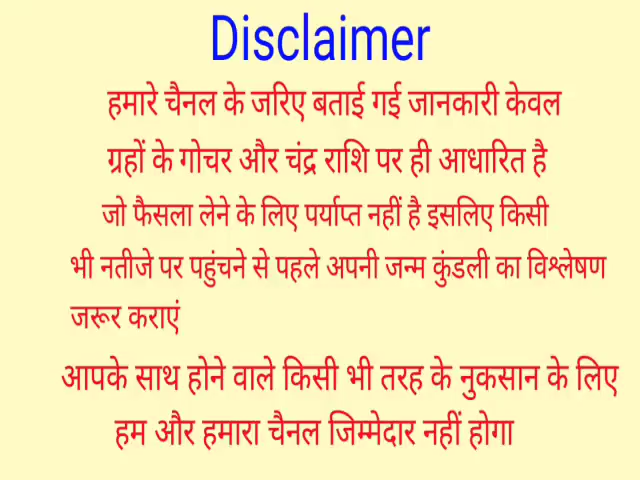 Disclaimer
हमारे चैनल के जरिए बताई गई जानकारी केवल
ग्रहों के गोचर और चंद्र राशि पर ही आधारित है
जो फैसला लेने के लिए पर्याप्त नहीं है इसलिए किसी
भी नतीजे पर पहुंचने से पहले अपनी जन्म कुंडली का विश्लेषण
जरूर कराएं
आपके साथ होने वाले किसी भी तरह के नुकसान के लिए
हम और हमारा चैनल जिम्मेदार नहीं होगा